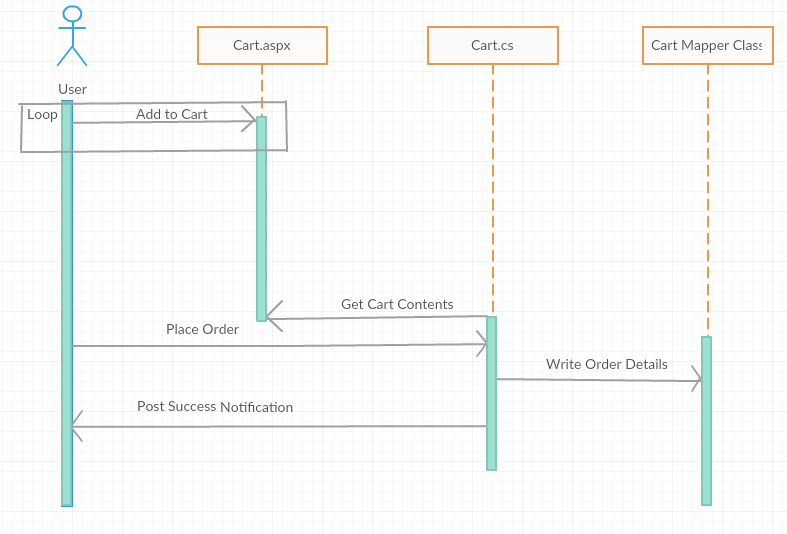 Cart.aspx
Cart.cs
Cart Mapper Class
User
Loop
Add to Cart
Get Cart Contents
Place Order
Write Order Details
Post Success Notification